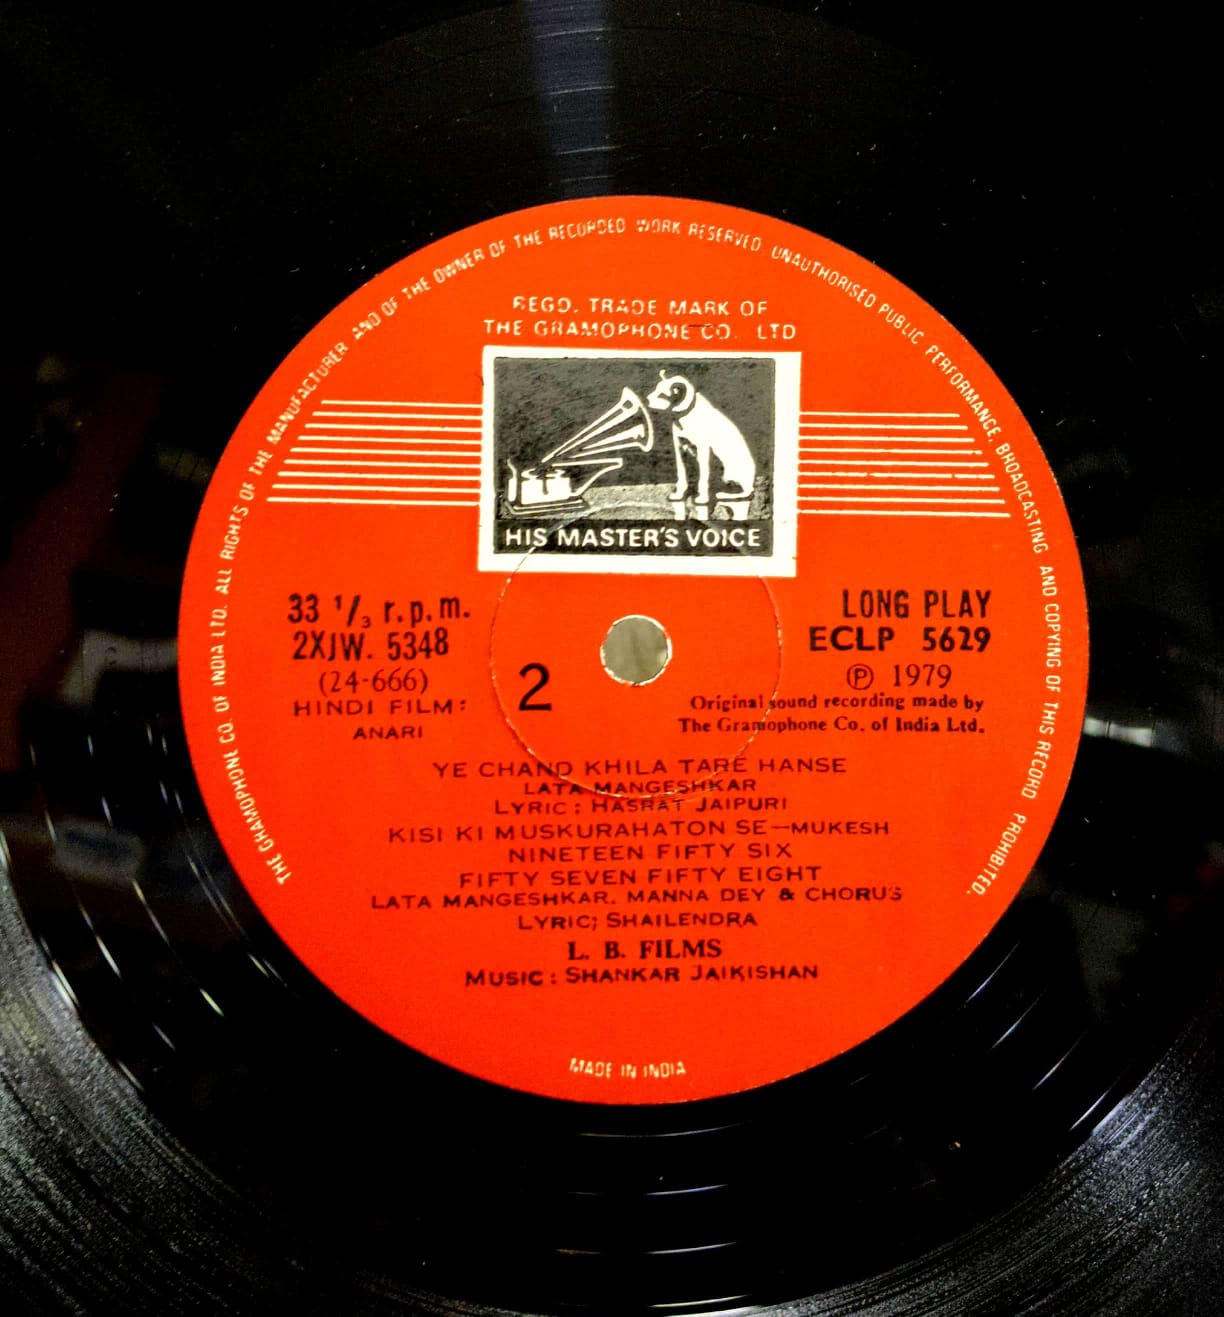 THE GRAMOPHONE CO. OF INDIA LTD. ALL RIGHTS OF THE MANUFACTURER AND OF THE OWNER OF THE RECORDED WORK RESERVED. UNAUTHORISED PUBLIC PERFORMANCE, BROADCASTING AND COPYING OF THIS RECORD PROHIBITED.
REGD. TRADE MARK OF
THE GRAMOPHONE CO. LTD
HIS MASTER'S VOICE
33 1/3 r.p.m.
2XJW. 5348
(24-666)
HINDI FILM:
ANARI
2
LONG PLAY
ECLP 5629
℗ 1979
Original sound recording made by
The Gramophone Co. of India Ltd.
YE CHAND KHILA TARE HANSE
LATA MANGESHKAR
LYRIC: HASRAT JAIPURI
KISI KI MUSKURAHATON SE—MUKESH
NINETEEN FIFTY SIX
FIFTY SEVEN FIFTY EIGHT
LATA MANGESHKAR. MANNA DEY & CHORUS
LYRIC; SHAILENDRA
L. B. FILMS
MUSIC: SHANKAR JAIKISHAN
MADE IN INDIA